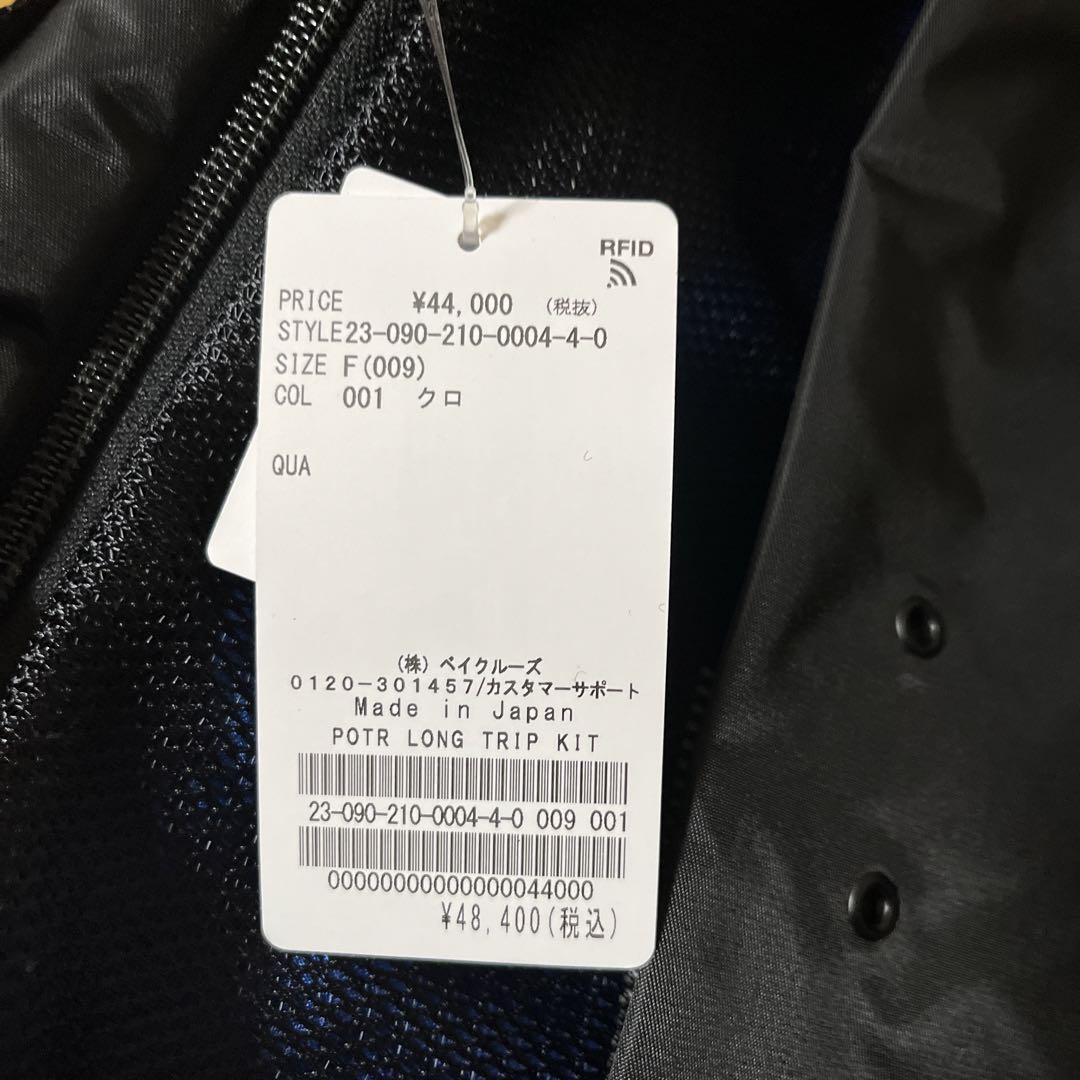 RFID
PRICE ¥44,000 (税抜)
STYLE23-090-210-0004-4-0
SIZE F(009)
COL 001 クロ
QUA
(株)ベイクルーズ
0120-301457/カスタマーサポート
Made in Japan
POTR LONG TRIP KIT
23-090-210-0004-4-0 009 001
00000000000000044000
¥48,400(税込)